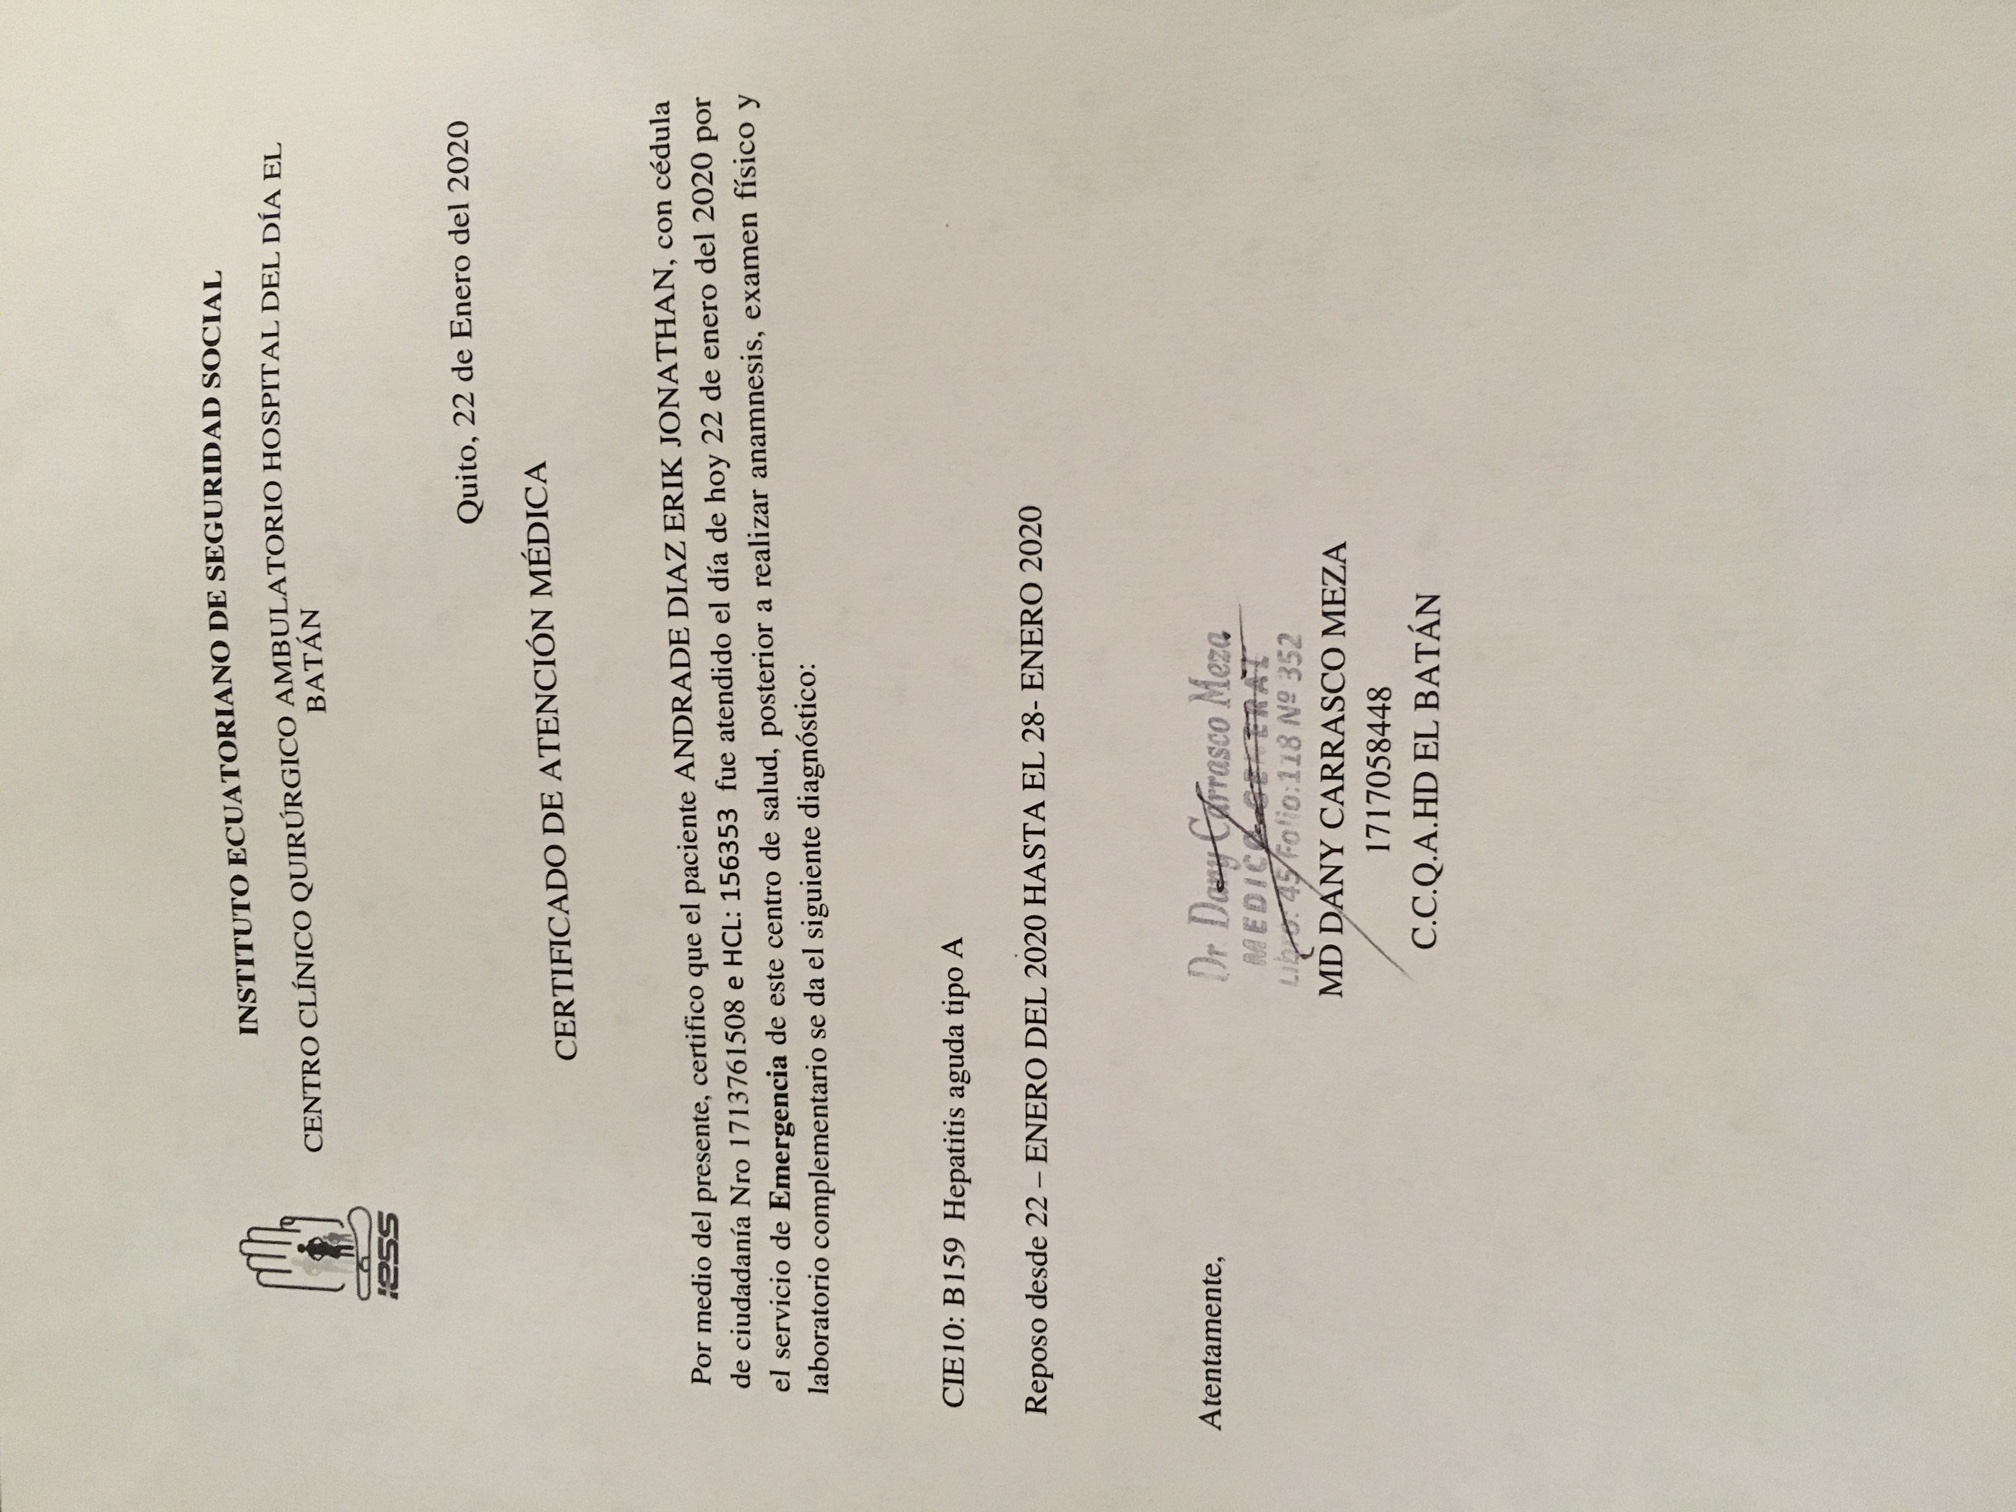 INSTITUTO ECUATORIANO DE SEGURIDAD SOCIAL
CENTRO CLÍNICO QUIRÚRGICO AMBULATORIO HOSPITAL DEL DÍA EL
BATÁN
iess
Quito, 22 de Enero del 2020
CERTIFICADO DE ATENCIÓN MÉDICA
Por medio del presente, certifico que el paciente ANDRADE DIAZ ERIK JONATHAN, con cédula
de ciudadanía Nro 1713761508 e HCL: 156353 fue atendido el día de hoy 22 de enero del 2020 por
el servicio de Emergencia de este centro de salud, posterior a realizar anamnesis, examen físico y
laboratorio complementario se da el siguiente diagnóstico:
CIE10: B159 Hepatitis aguda tipo A
Reposo desde 22 – ENERO DEL 2020 HASTA EL 28- ENERO 2020
Atentamente,
Dr. Dany Carrasco Meza
MEDICO GENERAL
Libro: 45 Folio:118 Nº 352
MD DANY CARRASCO MEZA
1717058448
C.C.Q.A.HD EL BATÁN